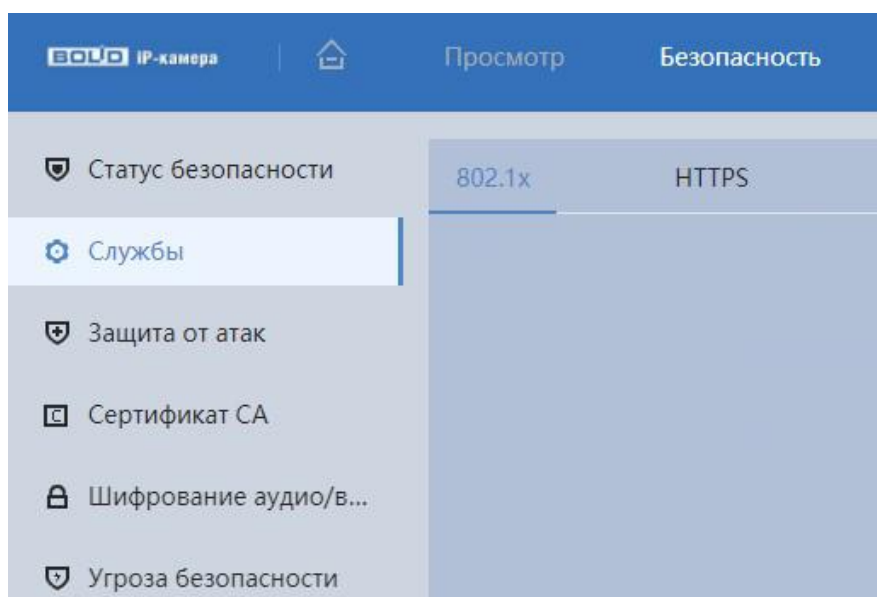 BOLID IP-камера Просмотр Безопасность
Статус безопасности
802.1x HTTPS
Службы
Защита от атак
Сертификат CA
Шифрование аудио/в...
Угроза безопасности